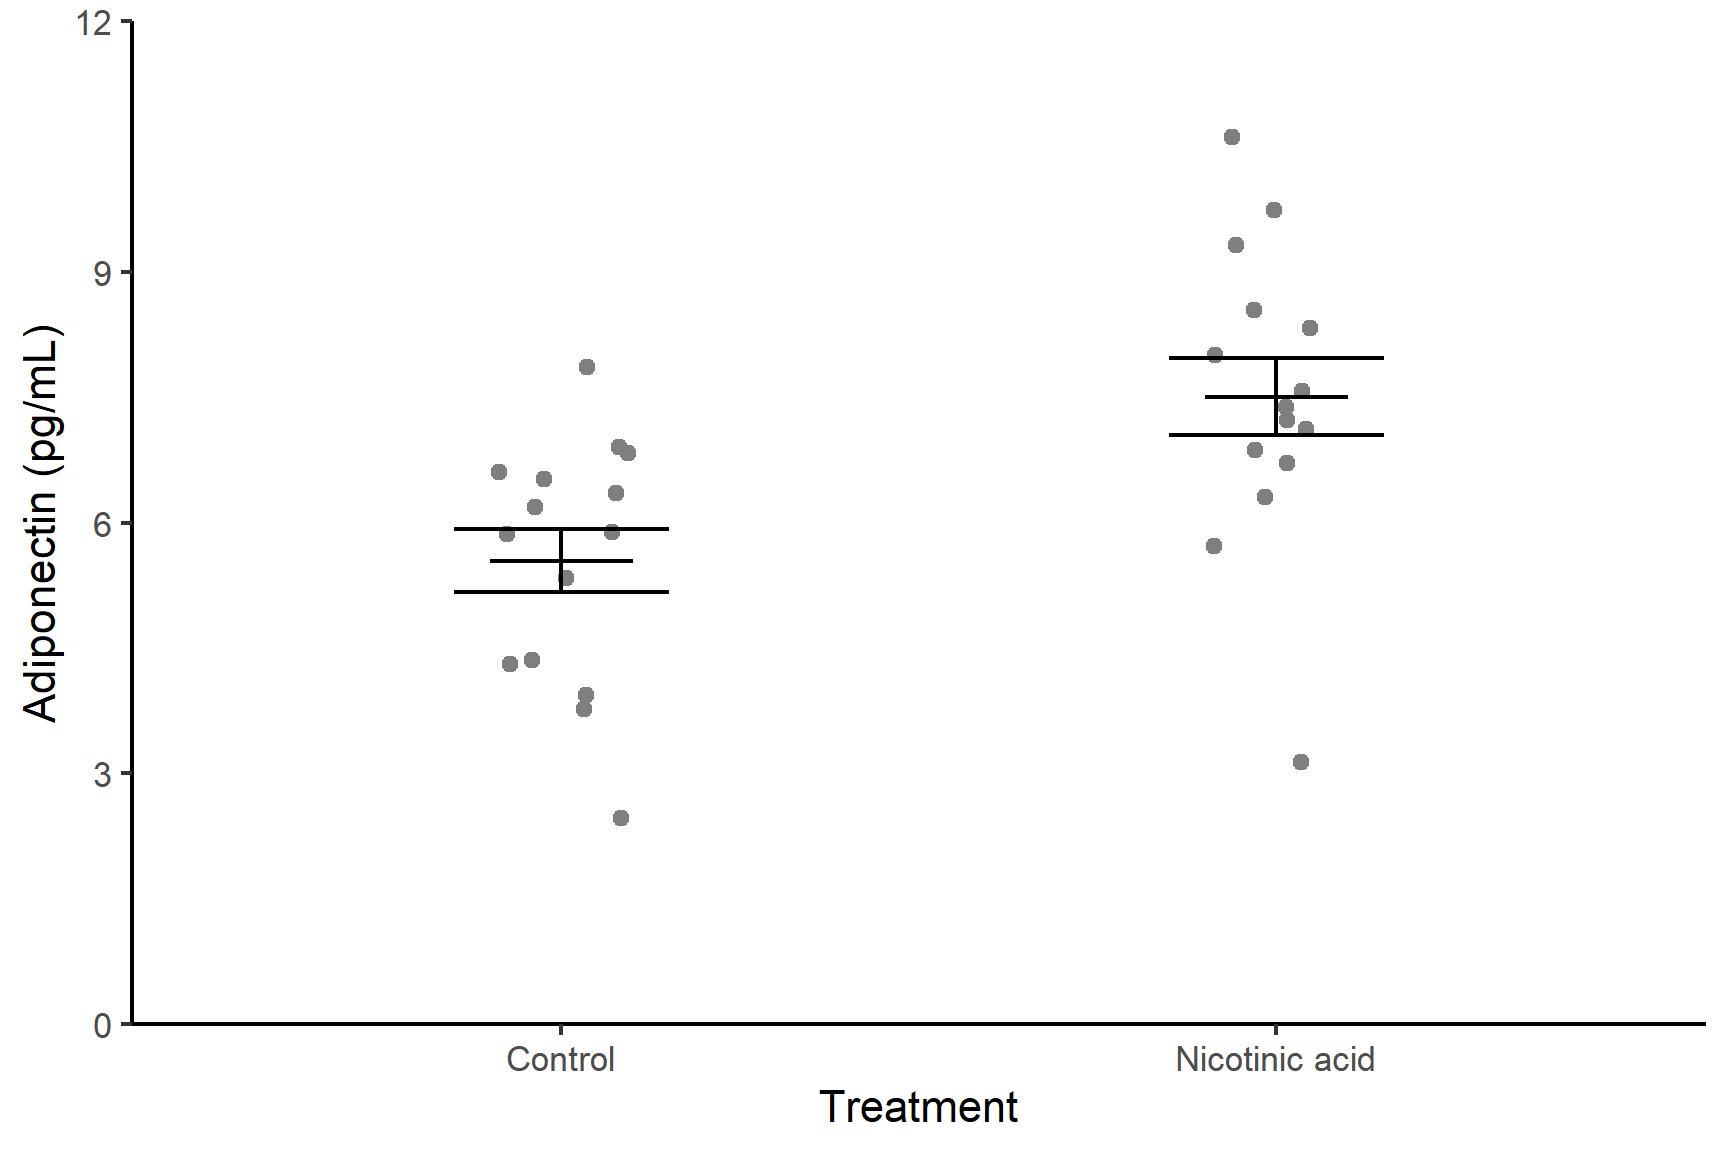 12
9
6
3
0
Adiponectin (pg/mL)
Control
Nicotinic acid
Treatment